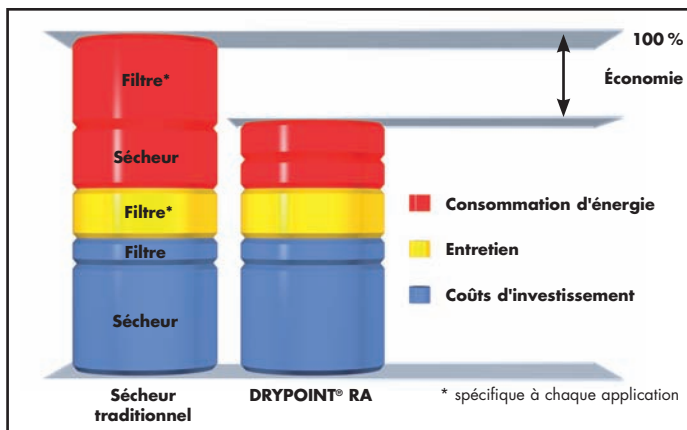 100 %
Économie
Filtre*
Sécheur
Filtre*
Filtre
Sécheur
Consommation d'énergie
Entretien
Coûts d'investissement
Sécheur
traditionnel
DRYPOINT® RA
* spécifique à chaque application